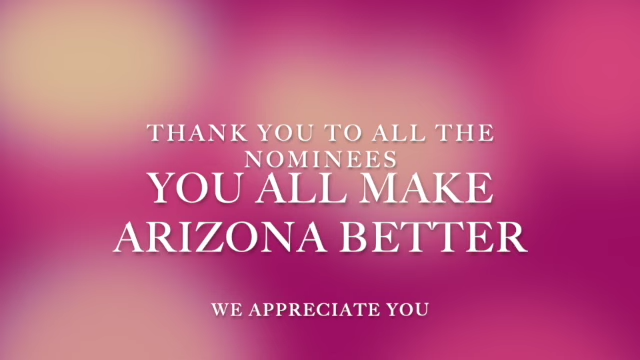 THANK YOU TO ALL THE
NOMINEES
YOU ALL MAKE
ARIZONA BETTER
WE APPRECIATE YOU